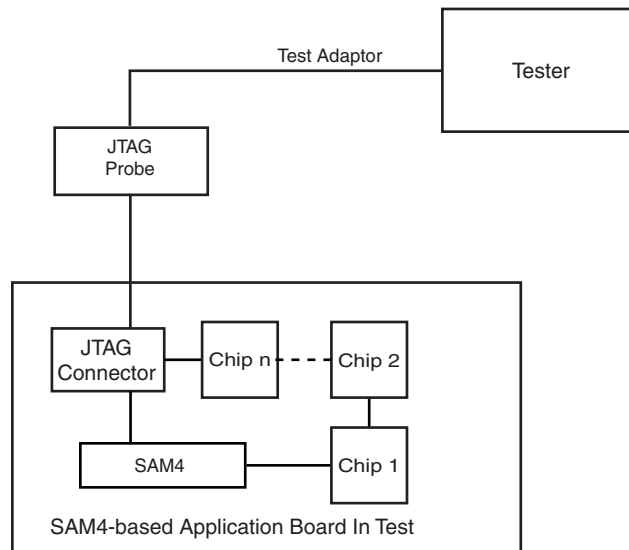 Test Adaptor
Tester
JTAG
Probe
JTAG
Connector
Chip n
Chip 2
SAM4
Chip 1
SAM4-based Application Board In Test